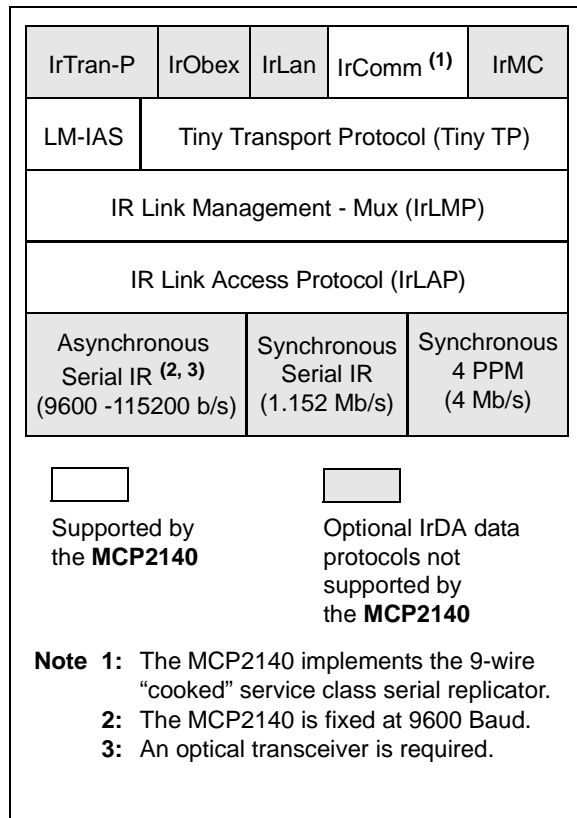 IrTran-P IrObex IrLan IrComm (1) IrMC
LM-IAS Tiny Transport Protocol (Tiny TP)
IR Link Management - Mux (IrLMP)
IR Link Access Protocol (IrLAP)
Asynchronous
Serial IR (2, 3)
(9600 -115200 b/s)
Synchronous
Serial IR
(1.152 Mb/s)
Synchronous
4 PPM
(4 Mb/s)
Supported by
the MCP2140
Optional IrDA data
protocols not
supported by
the MCP2140
Note 1: The MCP2140 implements the 9-wire
“cooked” service class serial replicator.
2: The MCP2140 is fixed at 9600 Baud.
3: An optical transceiver is required.